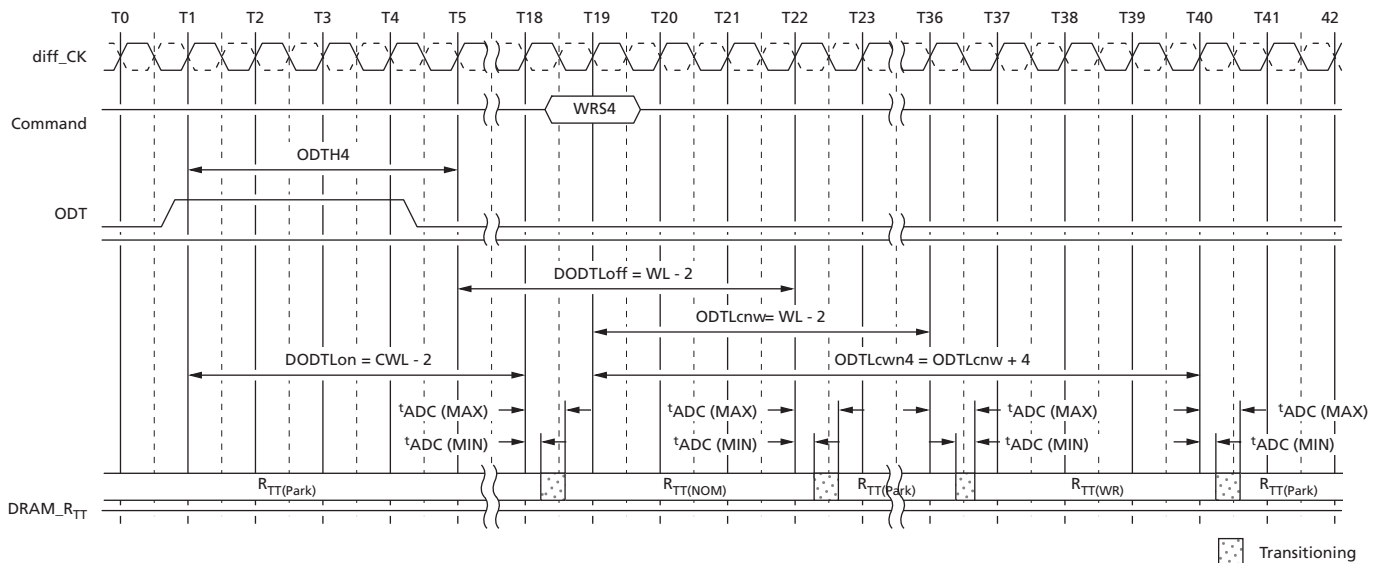 T0 T1 T2 T3 T4 T5 T18 T19 T20 T21 T22 T23 T36 T37 T38 T39 T40 T41 42
diff_CK
Command
WRS4
ODTH4
ODT
DODTLoff = WL - 2
ODTLcnw= WL - 2
DODTLon = CWL - 2
ODTLcwn4 = ODTLcnw + 4
tADC (MAX) tADC (MAX) tADC (MAX) tADC (MAX)
tADC (MIN) tADC (MIN) tADC (MIN) tADC (MIN)
RTT(Park) RTT(NOM) RTT(Park) RTT(WR) RTT(Park)
DRAM_RTT
Transitioning